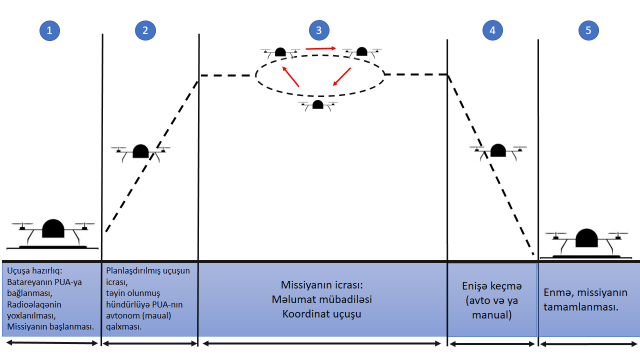 1
2
3
4
5
Uçuşa hazırlıq:
Batareyanın PUA-ya
bağlanması,
Radioəlaqənin
yoxlanılması,
Missiyanın başlanması.
Planlaşdırılmış uçuşun
icrası,
təyin olunmuş
hündürlüyə PUA-nın
avtonom (maual)
qalxması.
Missiyanın icrası:
Məlumat mübadiləsi
Koordinat uçuşu
Enişə keçmə
(avto və ya
manual)
Enmə, missiyanın
tamamlanması.